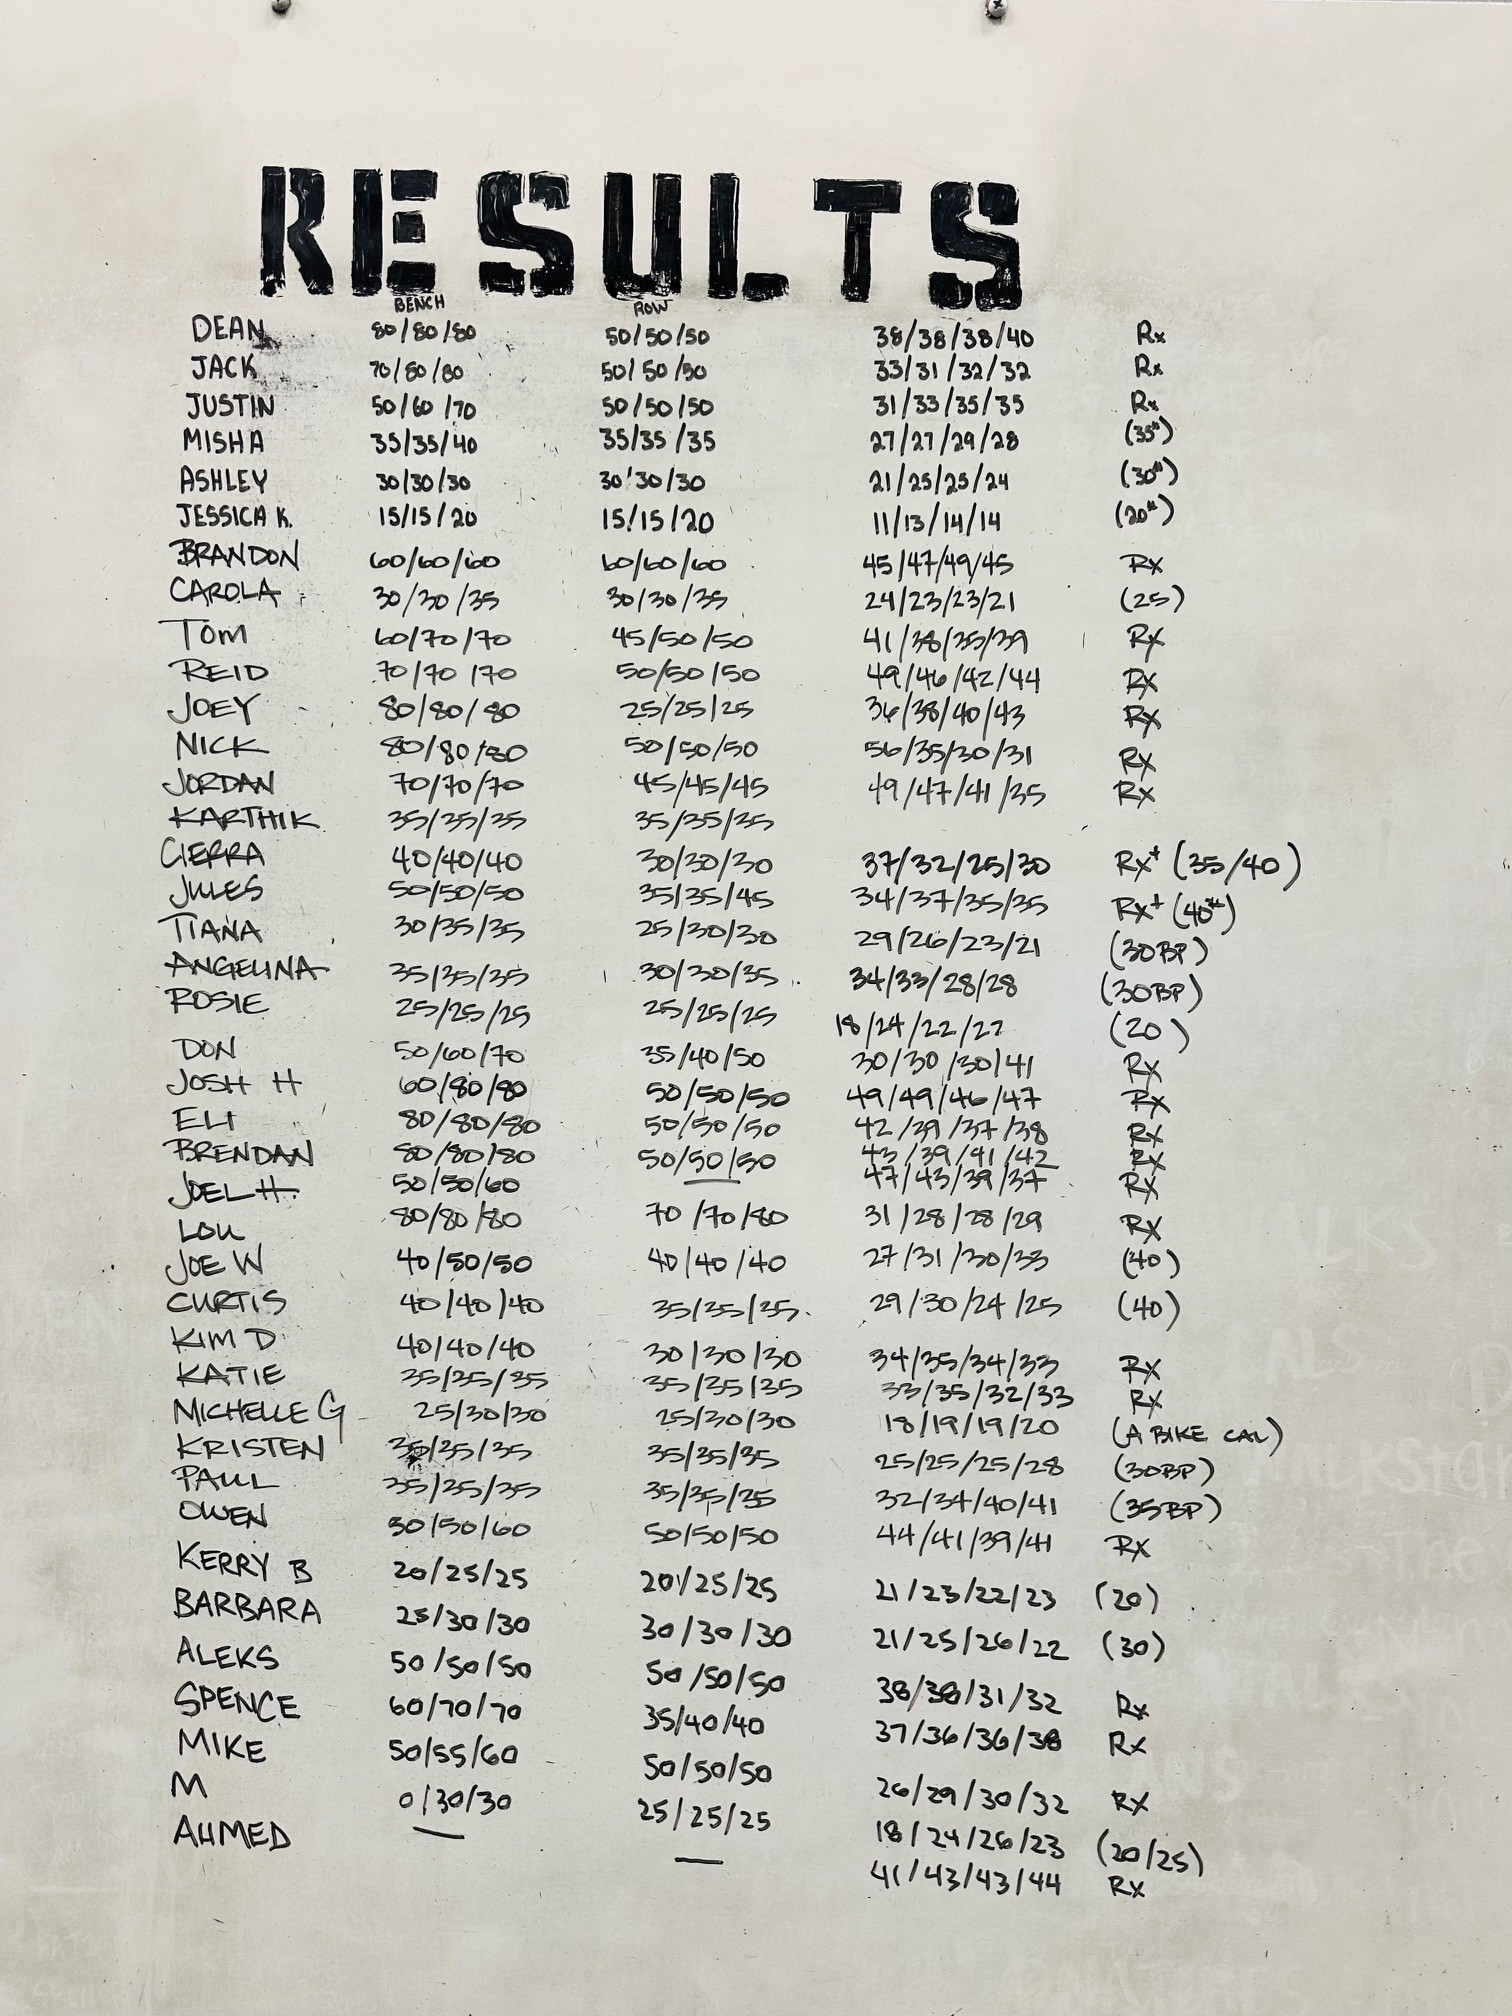 RESULTS
BENCH ROW
DEAN 80/80/80 50/50/50 38/38/38/40 Rx
JACK 70/80/80 50/50/50 33/31/32/32 Rx
JUSTIN 50/60/70 50/50/50 31/33/35/35 Rx
MISHA 35/35/40 35/35/35 27/27/29/28 (35#)
ASHLEY 30/30/30 30/30/30 21/25/25/24 (30#)
JESSICA K. 15/15/20 15/15/20 11/13/14/14 (20#)
BRANDON 60/60/60 60/60/60 45/47/49/45 Rx
CAROLA 30/30/35 30/30/35 24/23/23/21 (25)
TOM 60/70/70 45/50/50 41/38/35/39 Rx
REID 70/70/70 50/50/50 49/46/42/44 Rx
JOEY 80/80/80 25/25/25 36/38/40/43 Rx
NICK 80/80/80 50/50/50 56/35/30/31 Rx
JORDAN 70/70/70 45/45/45 49/47/41/35 Rx
KARTHIK 35/35/35 35/35/35
CIERRA 40/40/40 30/30/30 37/32/25/30 Rx+ (35/40)
JULES 50/50/50 35/35/45 34/37/35/35 Rx+ (40#)
TIANA 30/35/35 25/30/30 29/26/23/21 (30BP)
ANGELINA 35/35/35 30/30/35 34/33/28/28 (30BP)
ROSIE 25/25/25 25/25/25 18/24/22/22 (20)
DON 50/60/70 35/40/50 30/30/30/41 Rx
JOSH H 60/80/80 50/50/50 49/49/46/47 Rx
ELI 80/80/80 50/50/50 42/39/37/38 Rx
BRENDAN 80/80/80 50/50/50 43/39/41/42 Rx
JOEL H. 50/50/60 — 47/43/39/37 Rx
LOU 80/80/80 70/70/80 31/28/28/29 Rx
JOE W 40/50/50 40/40/40 27/31/30/33 (40)
CURTIS 40/40/40 35/35/35 29/30/24/25 (40)
KIM D 40/40/40 30/30/30 34/35/34/33 Rx
KATIE 35/35/35 35/35/35 33/35/32/33 Rx
MICHELLE G 25/30/30 25/30/30 18/19/19/20 (A BIKE CAL)
KRISTEN 35/35/35 35/35/35 25/25/25/28 (30BP)
PAUL 35/35/35 35/35/35 32/34/40/41 (35BP)
OWEN 30/50/60 50/50/50 44/41/39/41 Rx
KERRY B 20/25/25 20/25/25 21/23/22/23 (20)
BARBARA 25/30/30 30/30/30 21/25/26/22 (30)
ALEKS 50/50/50 50/50/50 38/38/31/32 Rx
SPENCE 60/70/70 35/40/40 37/36/36/38 Rx
MIKE 50/55/60 50/50/50 26/29/30/32 Rx
M 0/30/30 25/25/25 18/24/26/23 (20/25)
AHMED — — 41/43/43/44 Rx